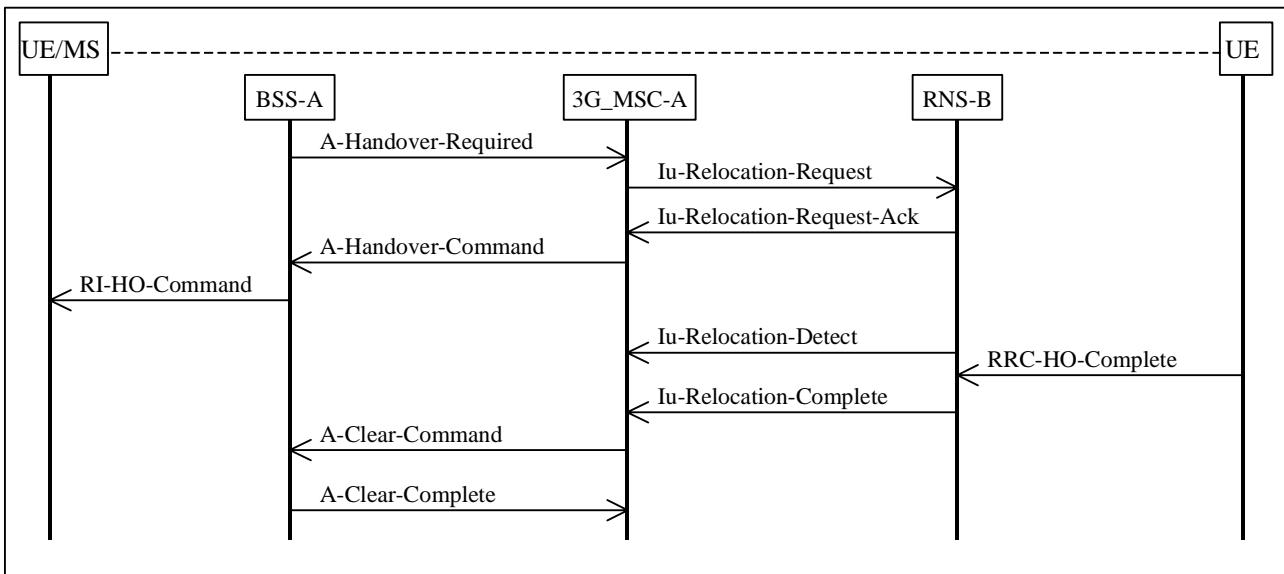 UE/MS
UE
BSS-A
3G_MSC-A
RNS-B
A-Handover-Required
Iu-Relocation-Request
Iu-Relocation-Request-Ack
A-Handover-Command
RI-HO-Command
Iu-Relocation-Detect
RRC-HO-Complete
Iu-Relocation-Complete
A-Clear-Command
A-Clear-Complete